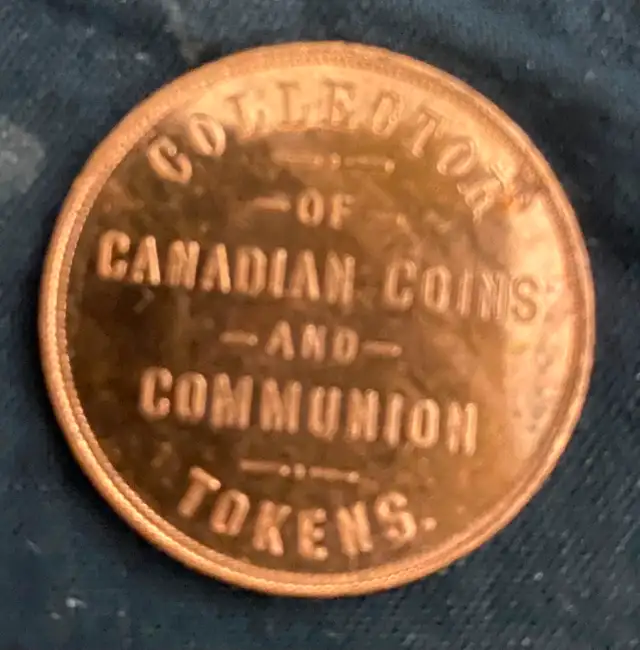 COLLECTOR
OF
CANADIAN COINS
AND
COMMUNION
TOKENS.